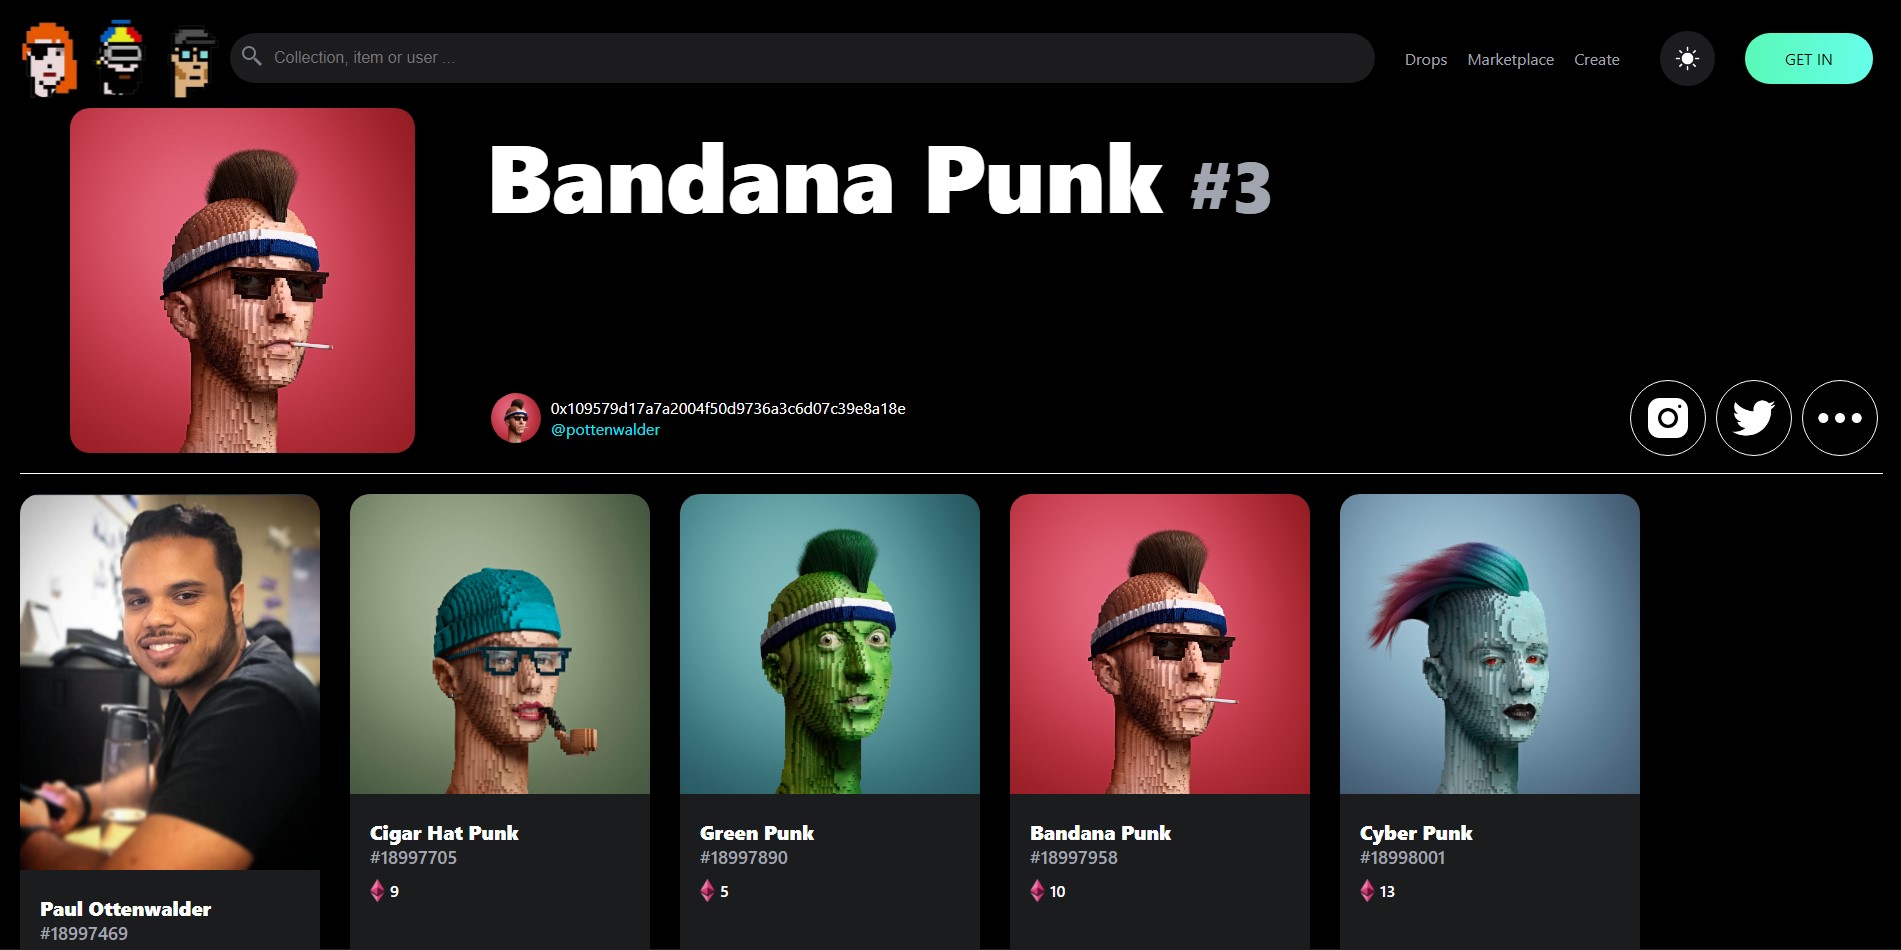 Collection, item or user ...
Drops Marketplace Create
GET IN
Bandana Punk #3
0x109579d17a7a2004f50d9736a3c6d07c39e8a18e
@pottenwalder
Paul Ottenwalder
#18997469
Cigar Hat Punk
#18997705
9
Green Punk
#18997890
5
Bandana Punk
#18997958
10
Cyber Punk
#18998001
13